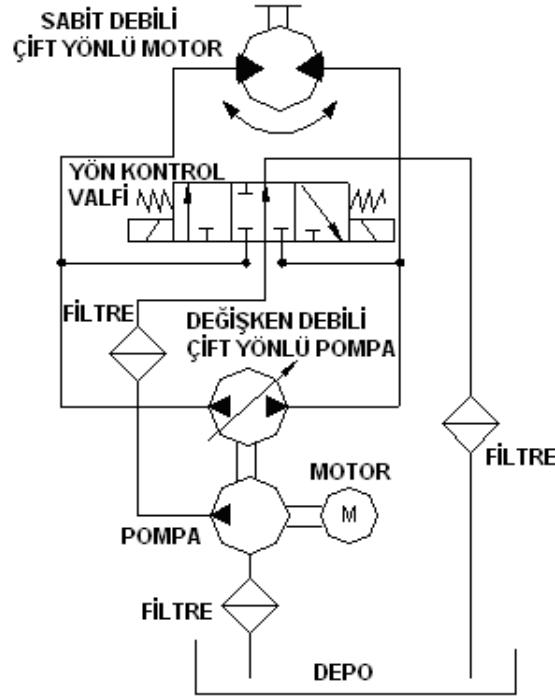 SABİT DEBİLİ
ÇİFT YÖNLÜ MOTOR
YÖN KONTROL
VALFİ
FİLTRE
DEĞİŞKEN DEBİLİ
ÇİFT YÖNLÜ POMPA
FİLTRE
MOTOR
M
POMPA
FİLTRE
DEPO